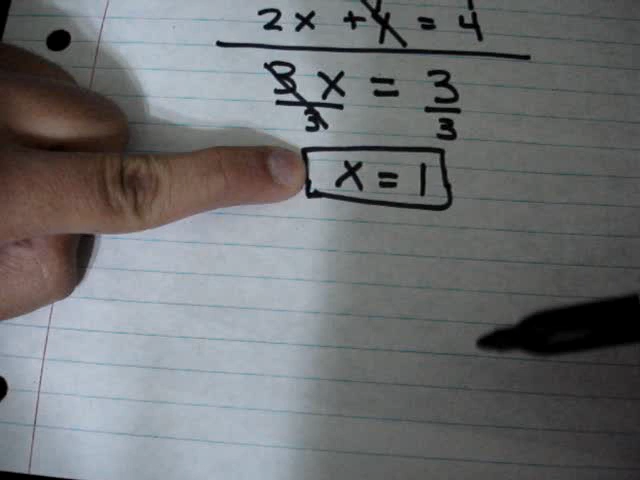 2x + y = 4
3x = 3
3 3
x = 1